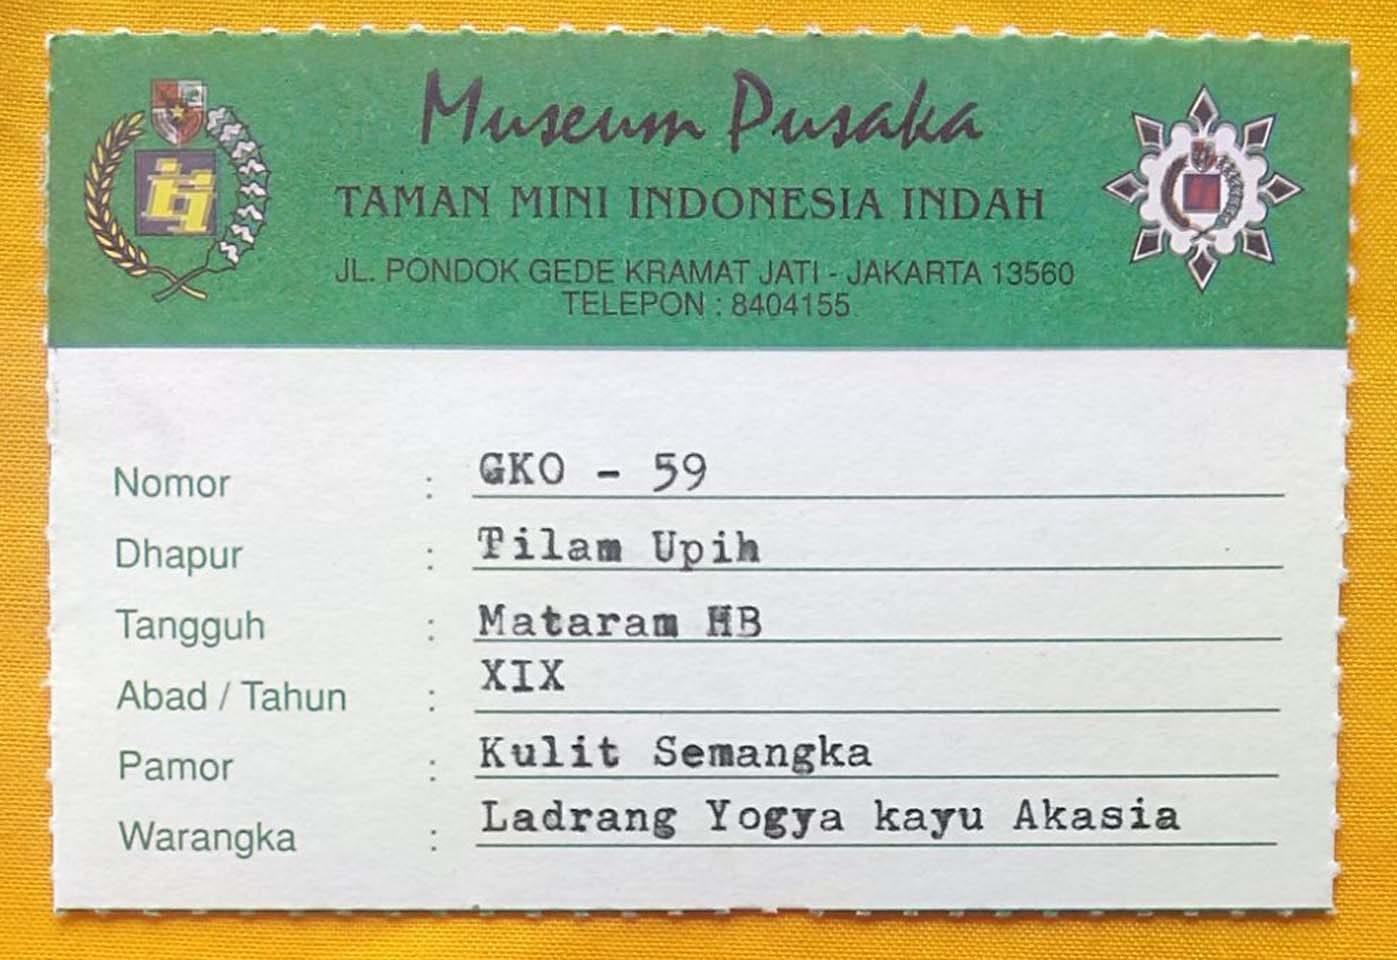 Museum Pusaka
TAMAN MINI INDONESIA INDAH
JL. PONDOK GEDE KRAMAT JATI - JAKARTA 13560
TELEPON : 8404155
Nomor : GKO - 59
Dhapur : Tilam Upih
Tangguh : Mataram HB
Abad / Tahun : XIX
Pamor : Kulit Semangka
Warangka : Ladrang Yogya kayu Akasia